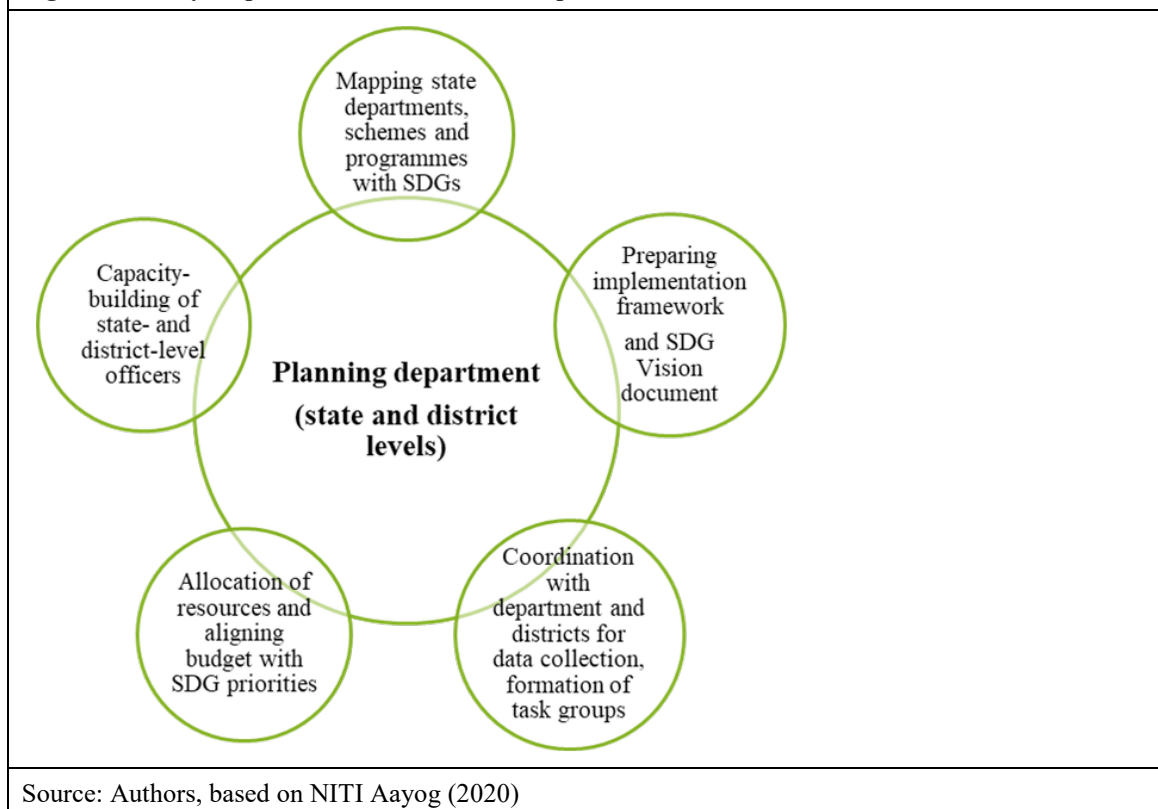 Mapping state
departments,
schemes and
programmes
with SDGs
Preparing
implementation
framework
and SDG
Vision
document
Capacity-
building of
state- and
district-level
officers
Planning department
(state and district
levels)
Coordination
with
department and
districts for
data collection,
formation of
task groups
Allocation of
resources and
aligning
budget with
SDG priorities
Source: Authors, based on NITI Aayog (2020)